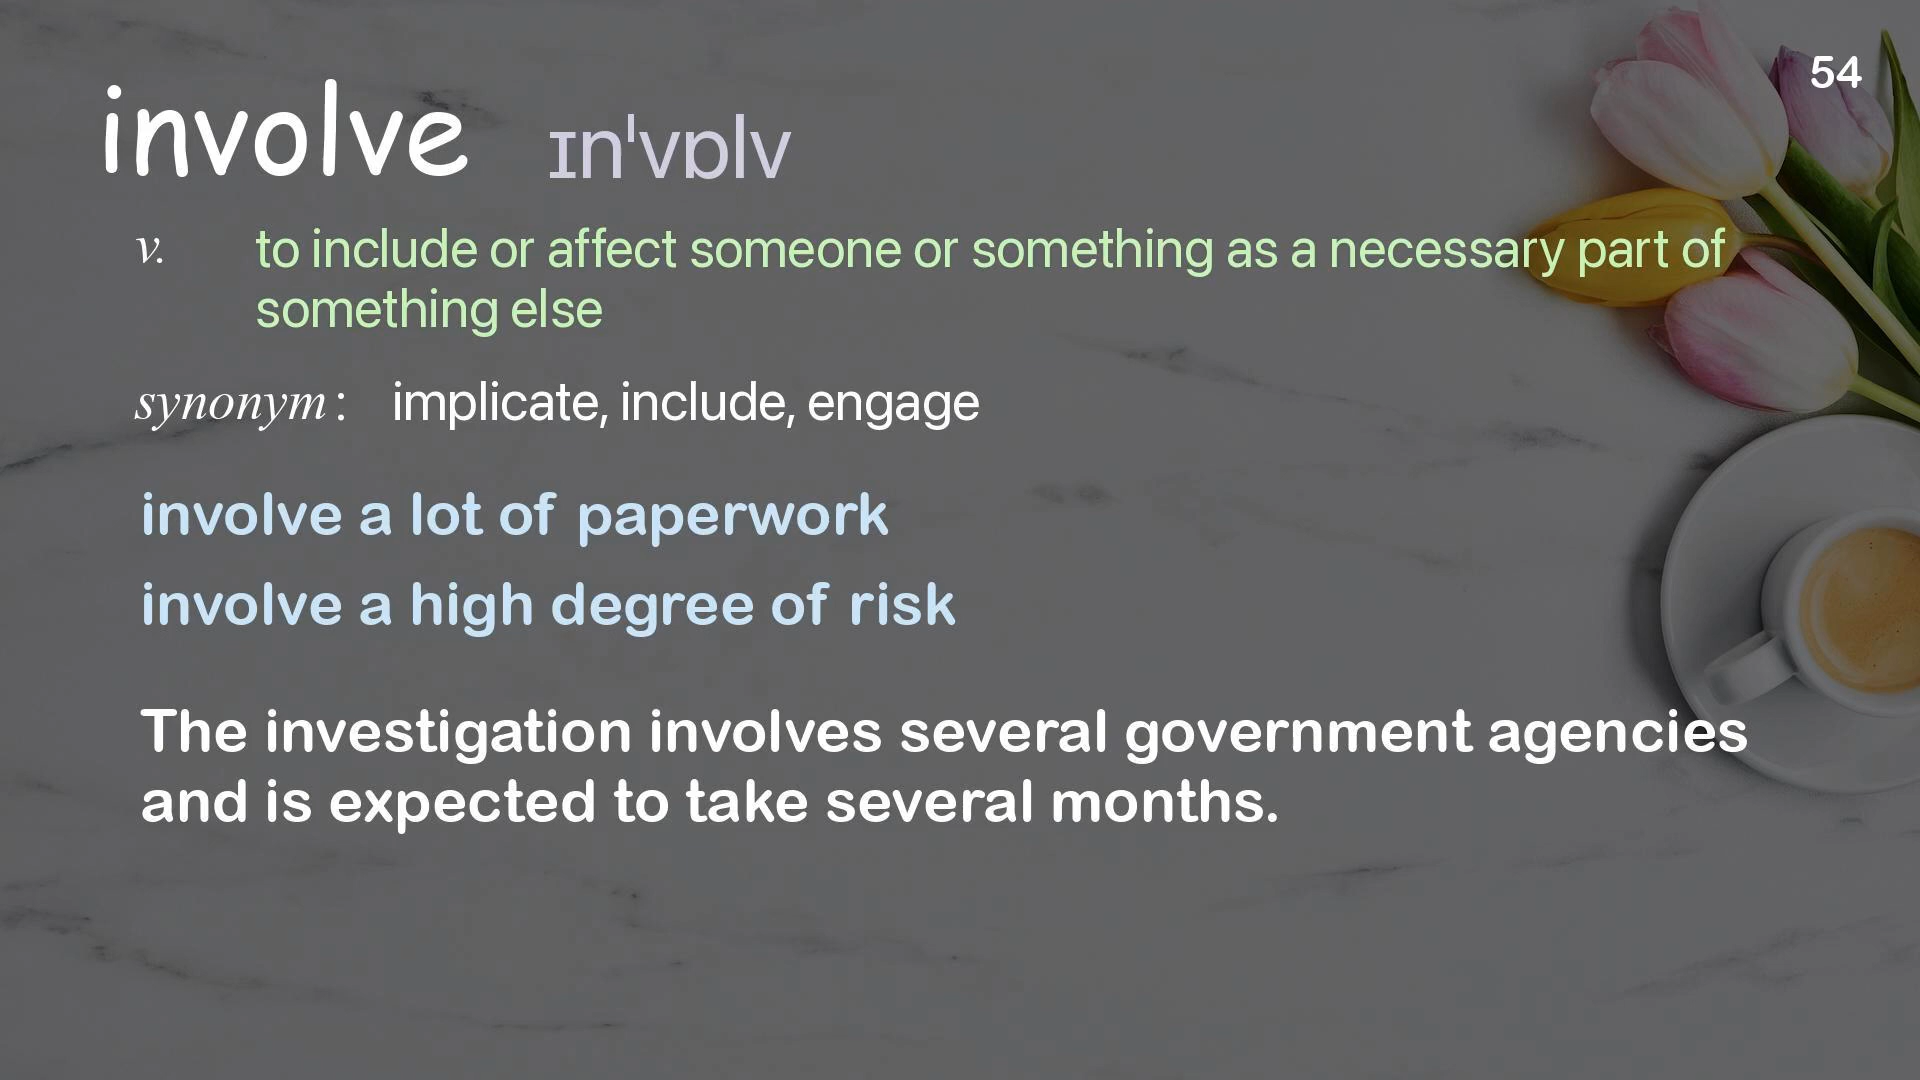 54
involve ɪn'vɒlv
v. to include or affect someone or something as a necessary part of
something else
synonym: implicate, include, engage
involve a lot of paperwork
involve a high degree of risk
The investigation involves several government agencies
and is expected to take several months.